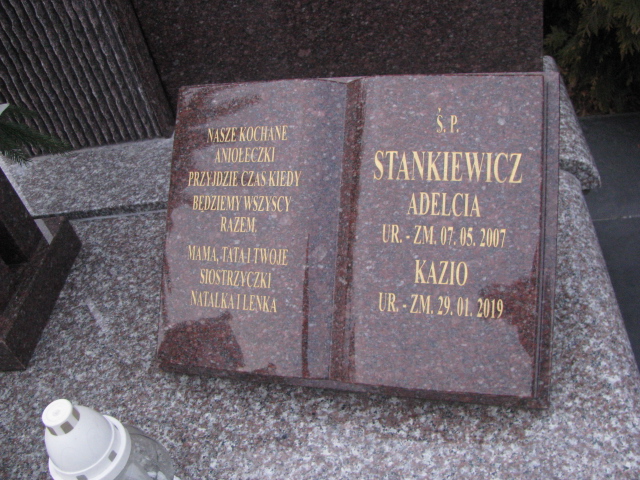 NASZE KOCHANE
ANIOŁECZKI
PRZYJDZIE CZAS KIEDY
BĘDZIEMY WSZYSCY
RAZEM.
MAMA, TATA I TWOJE
SIOSTRZYCZKI
NATALKA I LENKA
Ś. P.
STANKIEWICZ
ADELCIA
UR. - ZM. 07. 05. 2007
KAZIO
UR. - ZM. 29. 01. 2019